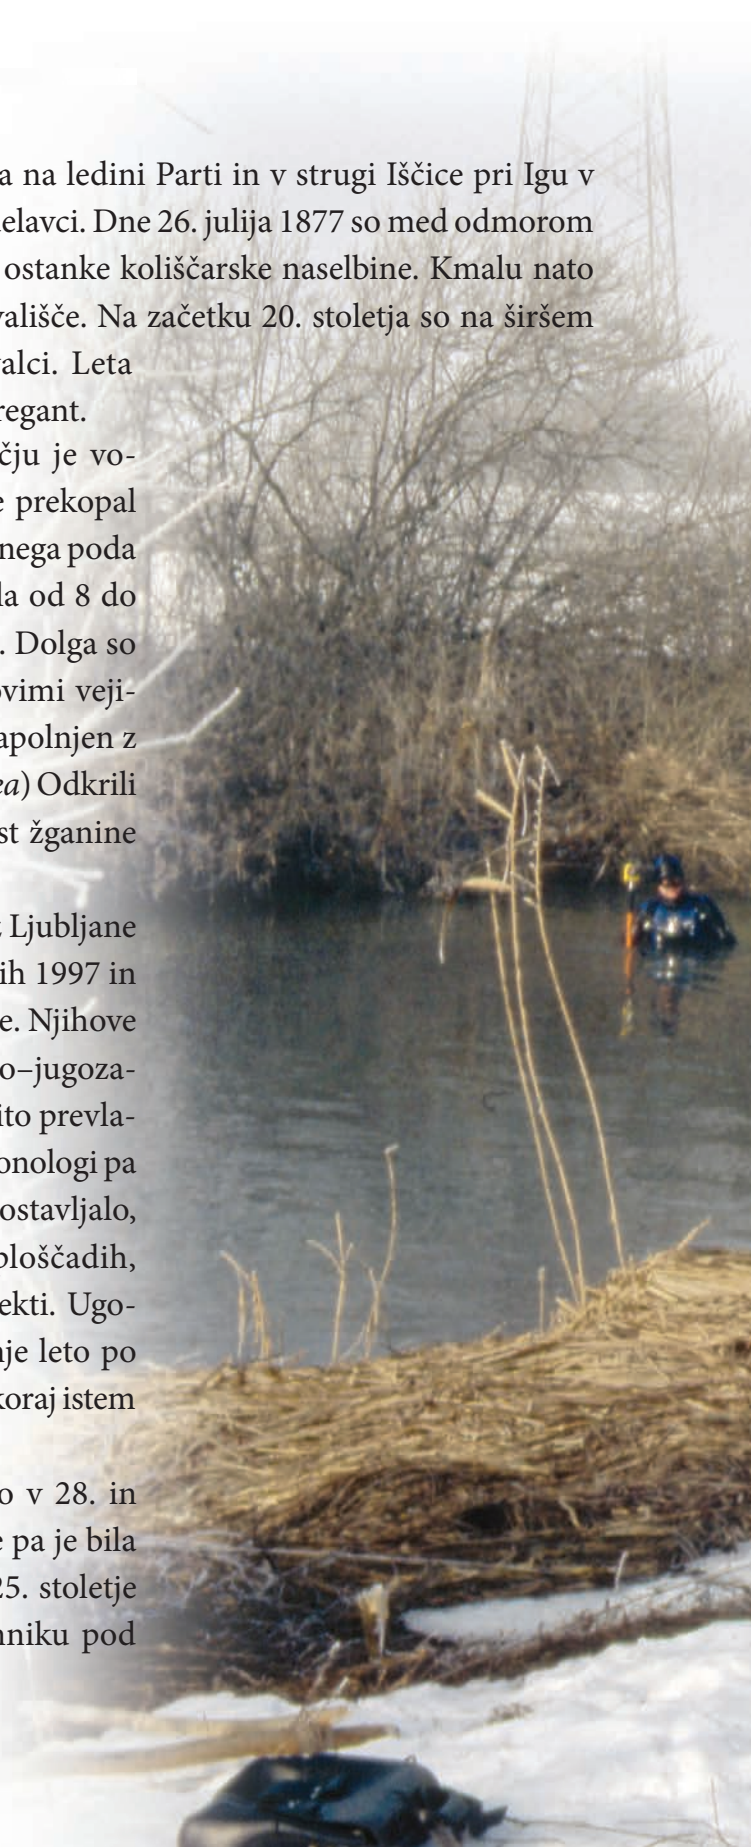 a na ledini Parti in v strugi Iščice pri Igu v
elavci. Dne 26. julija 1877 so med odmorom
ostanke koliščarske naselbine. Kmalu nato
vališče. Na začetku 20. stoletja so na širšem
alci. Leta
regant.
čju je vo-
e prekopal
nega poda
la od 8 do
. Dolga so
ovimi veji-
apolnjen z
ea) Odkrili
st žganine
z Ljubljane
ih 1997 in
e. Njihove
o–jugoza-
ito prevla-
onologi pa
ostavljalo,
ploščadih,
ekti. Ugo-
nje leto po
koraj istem
o v 28. in
e pa je bila
25. stoletje
nniku pod